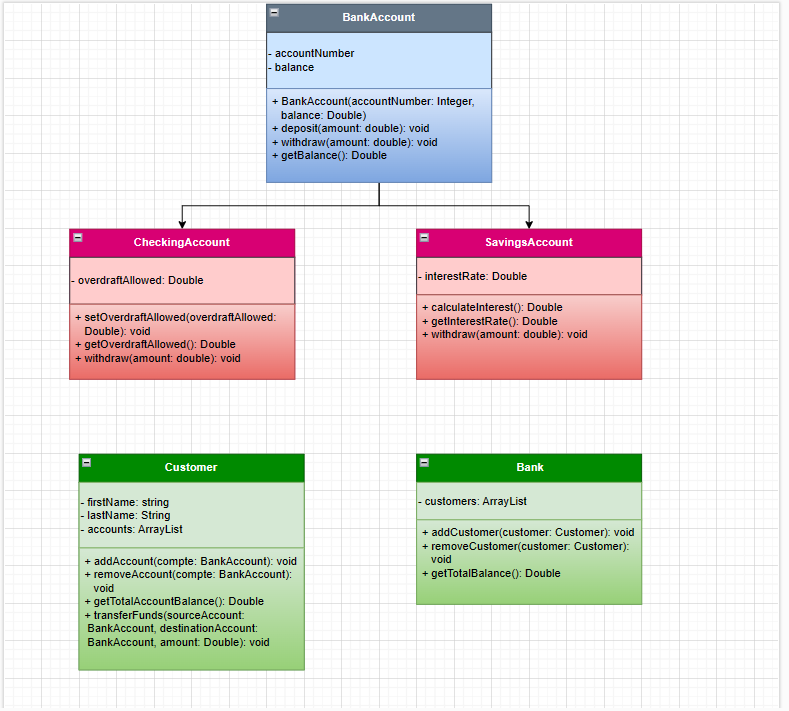 BankAccount
- accountNumber
- balance
+ BankAccount(accountNumber: Integer,
balance: Double)
+ deposit(amount: double): void
+ withdraw(amount: double): void
+ getBalance(): Double
CheckingAccount
- overdraftAllowed: Double
+ setOverdraftAllowed(overdraftAllowed:
Double): void
+ getOverdraftAllowed(): Double
+ withdraw(amount: double): void
SavingsAccount
- interestRate: Double
+ calculateInterest(): Double
+ getInterestRate(): Double
+ withdraw(amount: double): void
Customer
- firstName: string
- lastName: String
- accounts: ArrayList
+ addAccount(compte: BankAccount): void
+ removeAccount(compte: BankAccount):
void
+ getTotalAccountBalance(): Double
+ transferFunds(sourceAccount:
BankAccount, destinationAccount:
BankAccount, amount: Double): void
Bank
- customers: ArrayList
+ addCustomer(customer: Customer): void
+ removeCustomer(customer: Customer):
void
+ getTotalBalance(): Double